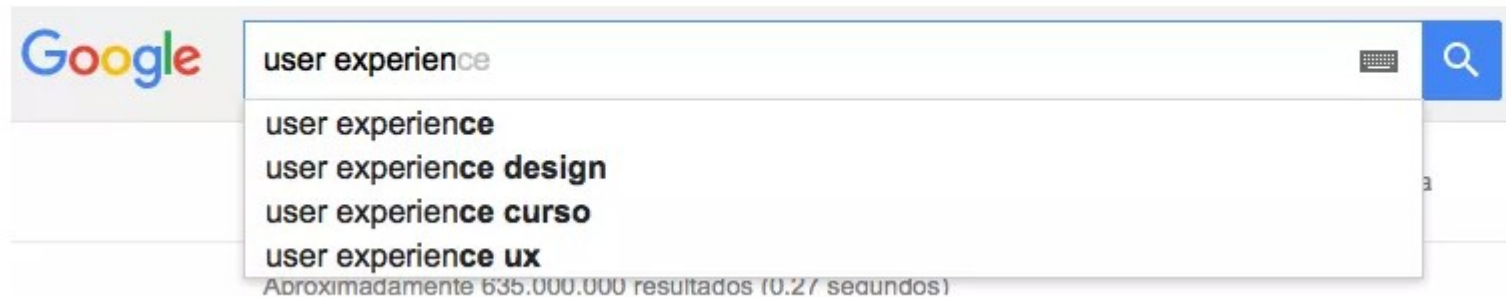 Google
user experience
user experience
user experience design
user experience curso
user experience ux
a
Aproximadamente 635.000.000 resultados (0.27 segundos)